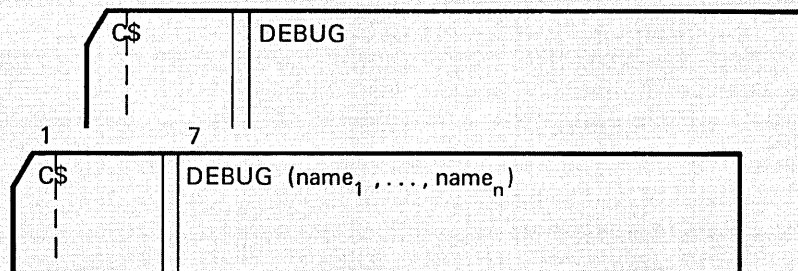 C$ DEBUG
1 7
C$ DEBUG (name₁ , . . . , nameₙ)